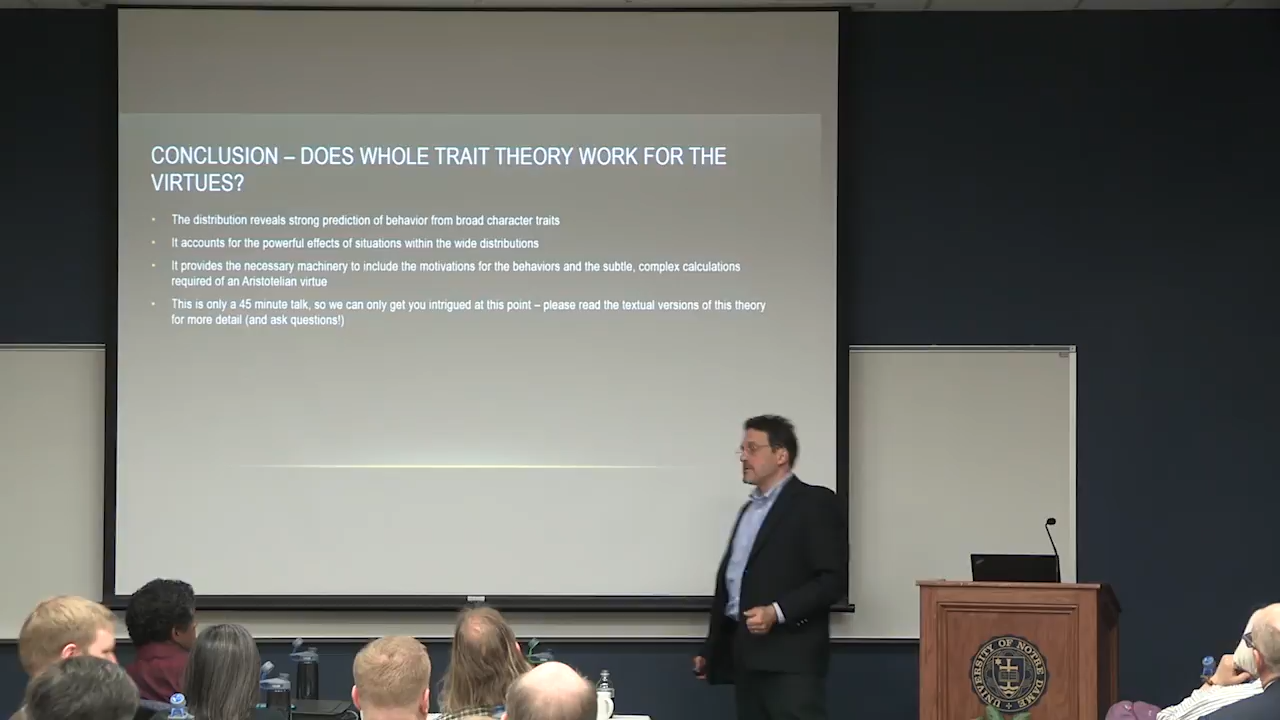 CONCLUSION – DOES WHOLE TRAIT THEORY WORK FOR THE
VIRTUES?
• The distribution reveals strong prediction of behavior from broad character traits
• It accounts for the powerful effects of situations within the wide distributions
• It provides the necessary machinery to include the motivations for the behaviors and the subtle, complex calculations
required of an Aristotelian virtue
• This is only a 45 minute talk, so we can only get you intrigued at this point – please read the textual versions of this theory
for more detail (and ask questions!)
UNIVERSITY OF NOTRE DAME